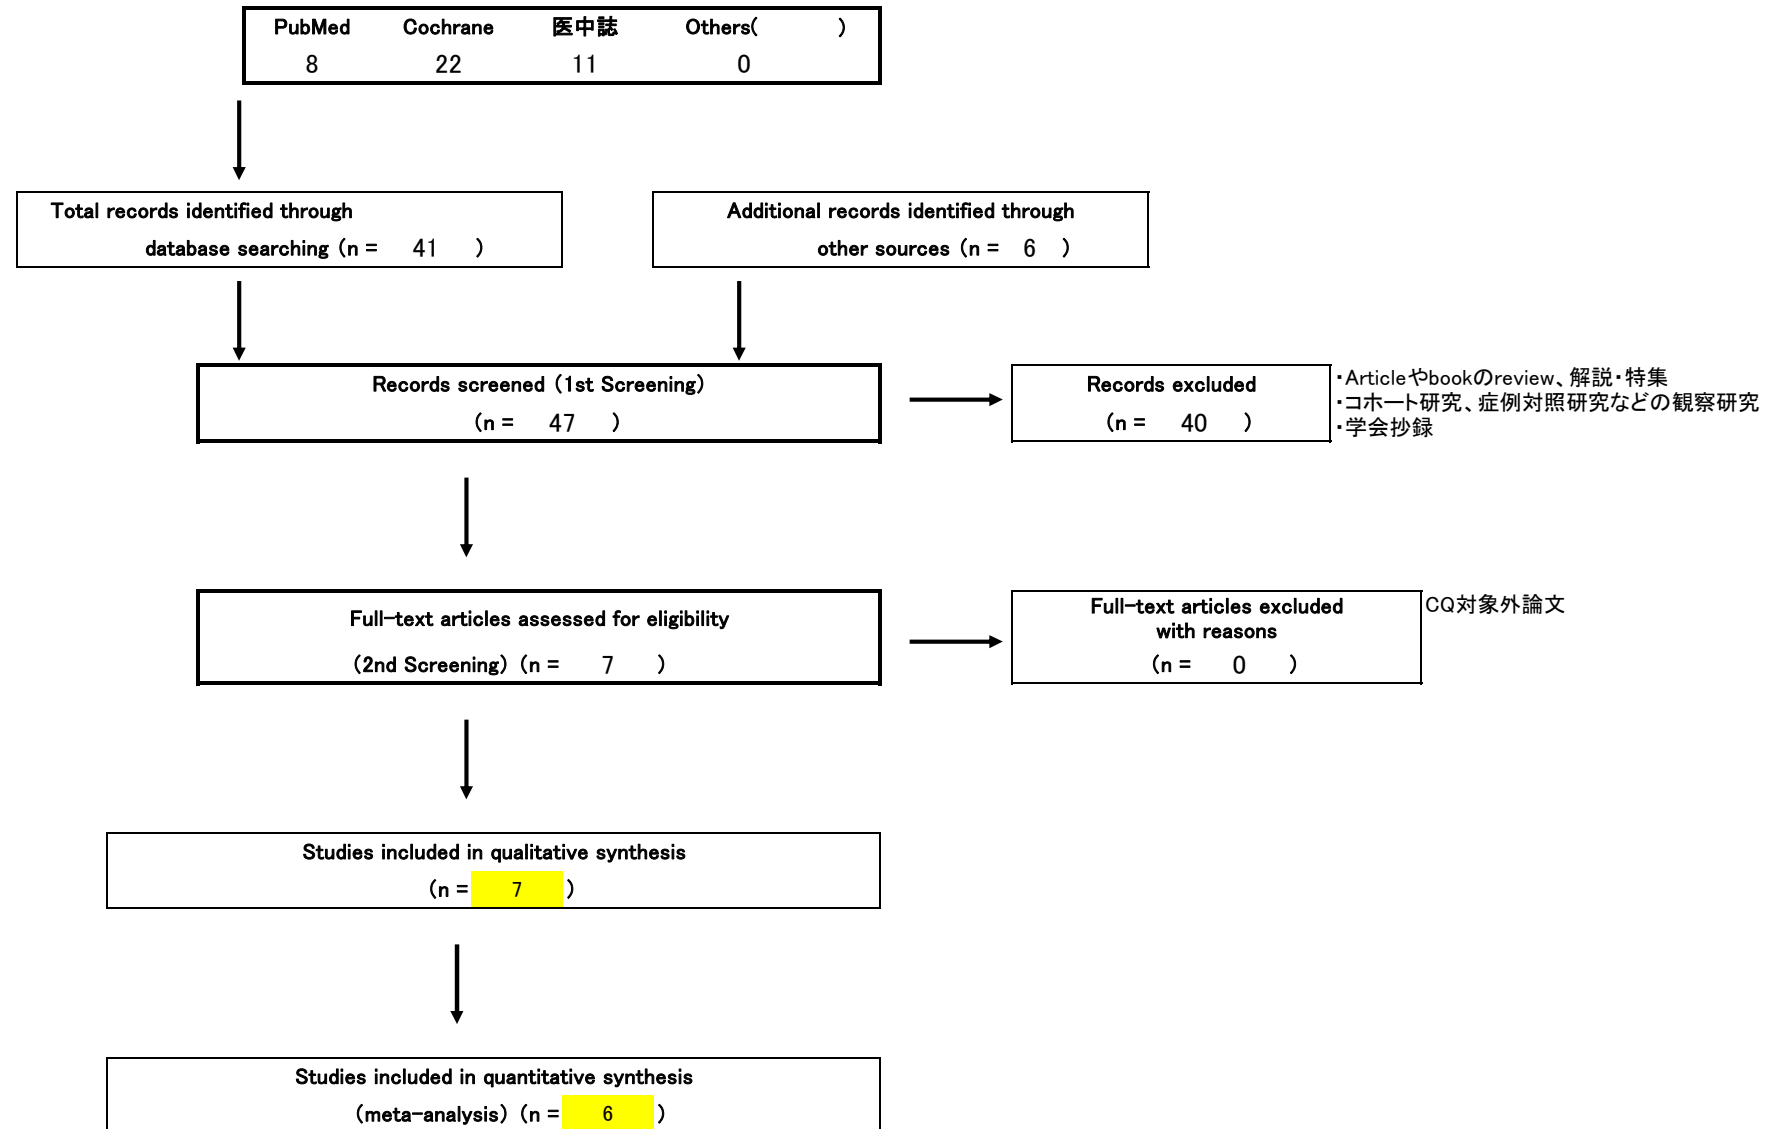 PubMed Cochrane 医中誌 Others( )
8 22 11 0
Total records identified through
database searching (n = 41 )
Additional records identified through
other sources (n = 6 )
Records screened (1st Screening)
(n = 47 )
Records excluded
(n = 40 )
・Articleやbookのreview、解説・特集
・コホート研究、症例対照研究などの観察研究
・学会抄録
Full-text articles assessed for eligibility
(2nd Screening) (n = 7 )
Full-text articles excluded
with reasons
(n = 0 )
CQ対象外論文
Studies included in qualitative synthesis
(n = 7 )
Studies included in quantitative synthesis
(meta-analysis) (n = 6 )